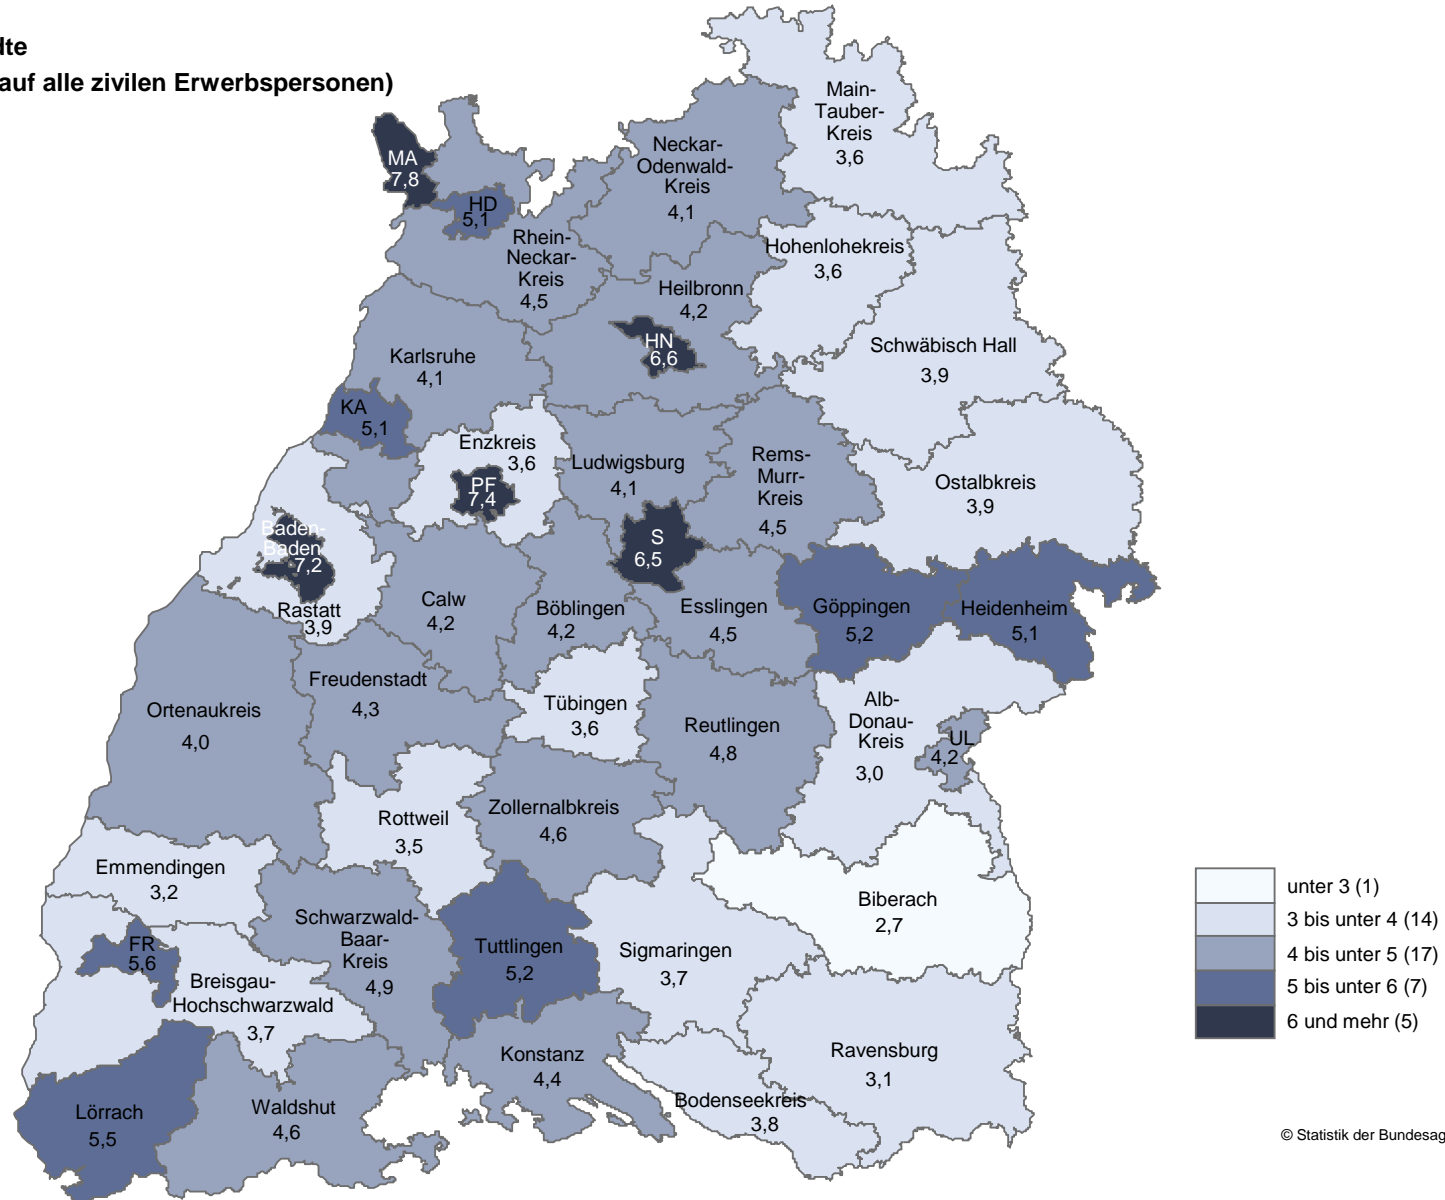 dte
auf alle zivilen Erwerbspersonen)
Main-
Tauber-
Kreis
3,6
MA
7,8
Neckar-
Odenwald-
Kreis
4,1
HD
5,1
Rhein-
Neckar-
Kreis
4,5
Hohenlohekreis
3,6
Heilbronn
4,2
HN
6,6
Schwäbisch Hall
3,9
Karlsruhe
4,1
KA
5,1
Enzkreis
3,6
PF
7,4
Ludwigsburg
4,1
Rems-
Murr-
Kreis
4,5
Ostalbkreis
3,9
Baden-
Baden
7,2
Rastatt
3,9
S
6,5
Calw
4,2
Böblingen
4,2
Esslingen
4,5
Göppingen
5,2
Heidenheim
5,1
Ortenaukreis
4,0
Freudenstadt
4,3
Tübingen
3,6
Reutlingen
4,8
Alb-
Donau-
Kreis
3,0
UL
4,2
Rottweil
3,5
Zollernalbkreis
4,6
Emmendingen
3,2
Biberach
2,7
FR
5,6
Breisgau-
Hochschwarzwald
3,7
Schwarzwald-
Baar-
Kreis
4,9
Tuttlingen
5,2
Sigmaringen
3,7
Konstanz
4,4
Ravensburg
3,1
Bodenseekreis
3,8
Lörrach
5,5
Waldshut
4,6
unter 3 (1)
3 bis unter 4 (14)
4 bis unter 5 (17)
5 bis unter 6 (7)
6 und mehr (5)
© Statistik der Bundesag